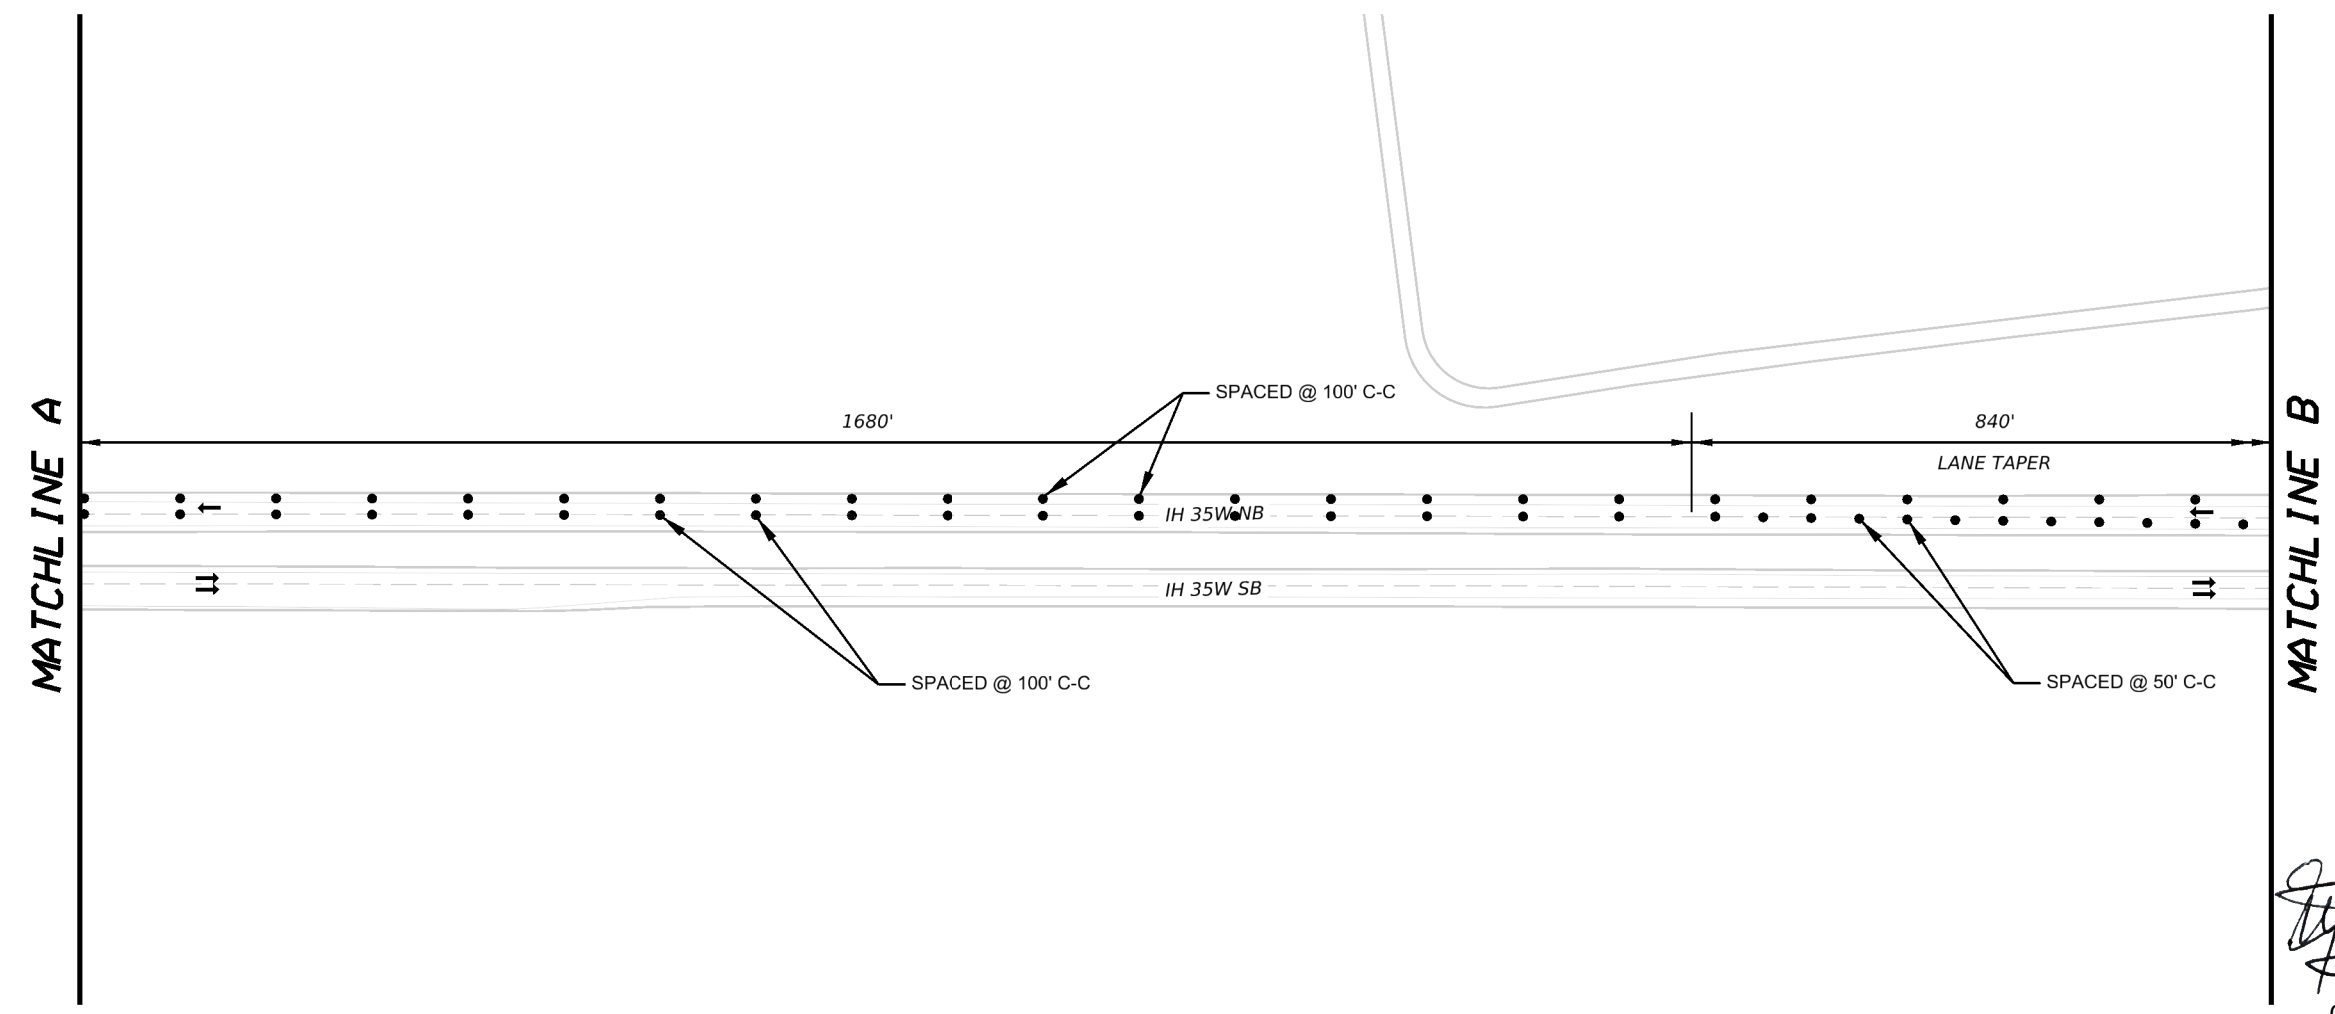 MATCHLINE A
SPACED @ 100' C-C
1680'
840'
LANE TAPER
IH 35W NB
IH 35W SB
SPACED @ 100' C-C
SPACED @ 50' C-C
MATCHLINE B